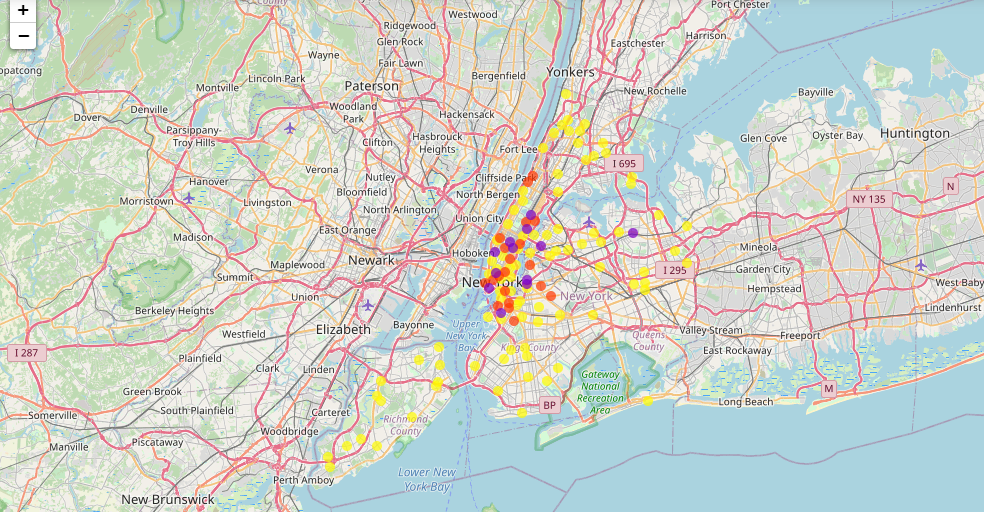 +
−
Westwood
Port Chester
Ridgewood
Glen Rock
Harrison
Eastchester
Wayne
Fair Lawn
Lincoln Park
Paterson
Bergenfield
Yonkers
Montville
New Rochelle
Bayville
Denville
Dover
Woodland
Park
Hackensack
Parsippany-
Troy Hills
Hasbrouck
Heights
Clifton
Fort Lee
Glen Cove
Oyster Bay
Huntington
I 695
Verona
Nutley
Cliffside Park
Hanover
Bloomfield
North Bergen
N
NY 135
Morristown
Livingston
North Arlington
Union City
East Orange
Madison
Mineola
Maplewood
Newark
Hoboken
I 295
Garden City
Summit
New York
West Baby
Union
New York
Hempstead
Berkeley Heights
Lindenhurst
Elizabeth
Bayonne
Upper
New York
Bay
Valley Stream
Freeport
Westfield
Kings County
Queens
County
I 287
East Rockaway
Plainfield
Clark
Linden
Gateway
National
Recreation
Area
M
Green Brook
BP
Long Beach
Somerville
South Plainfield
Carteret
Richmond
County
Woodbridge
Manville
Piscataway
Perth Amboy
Lower New
York Bay
New Brunswick